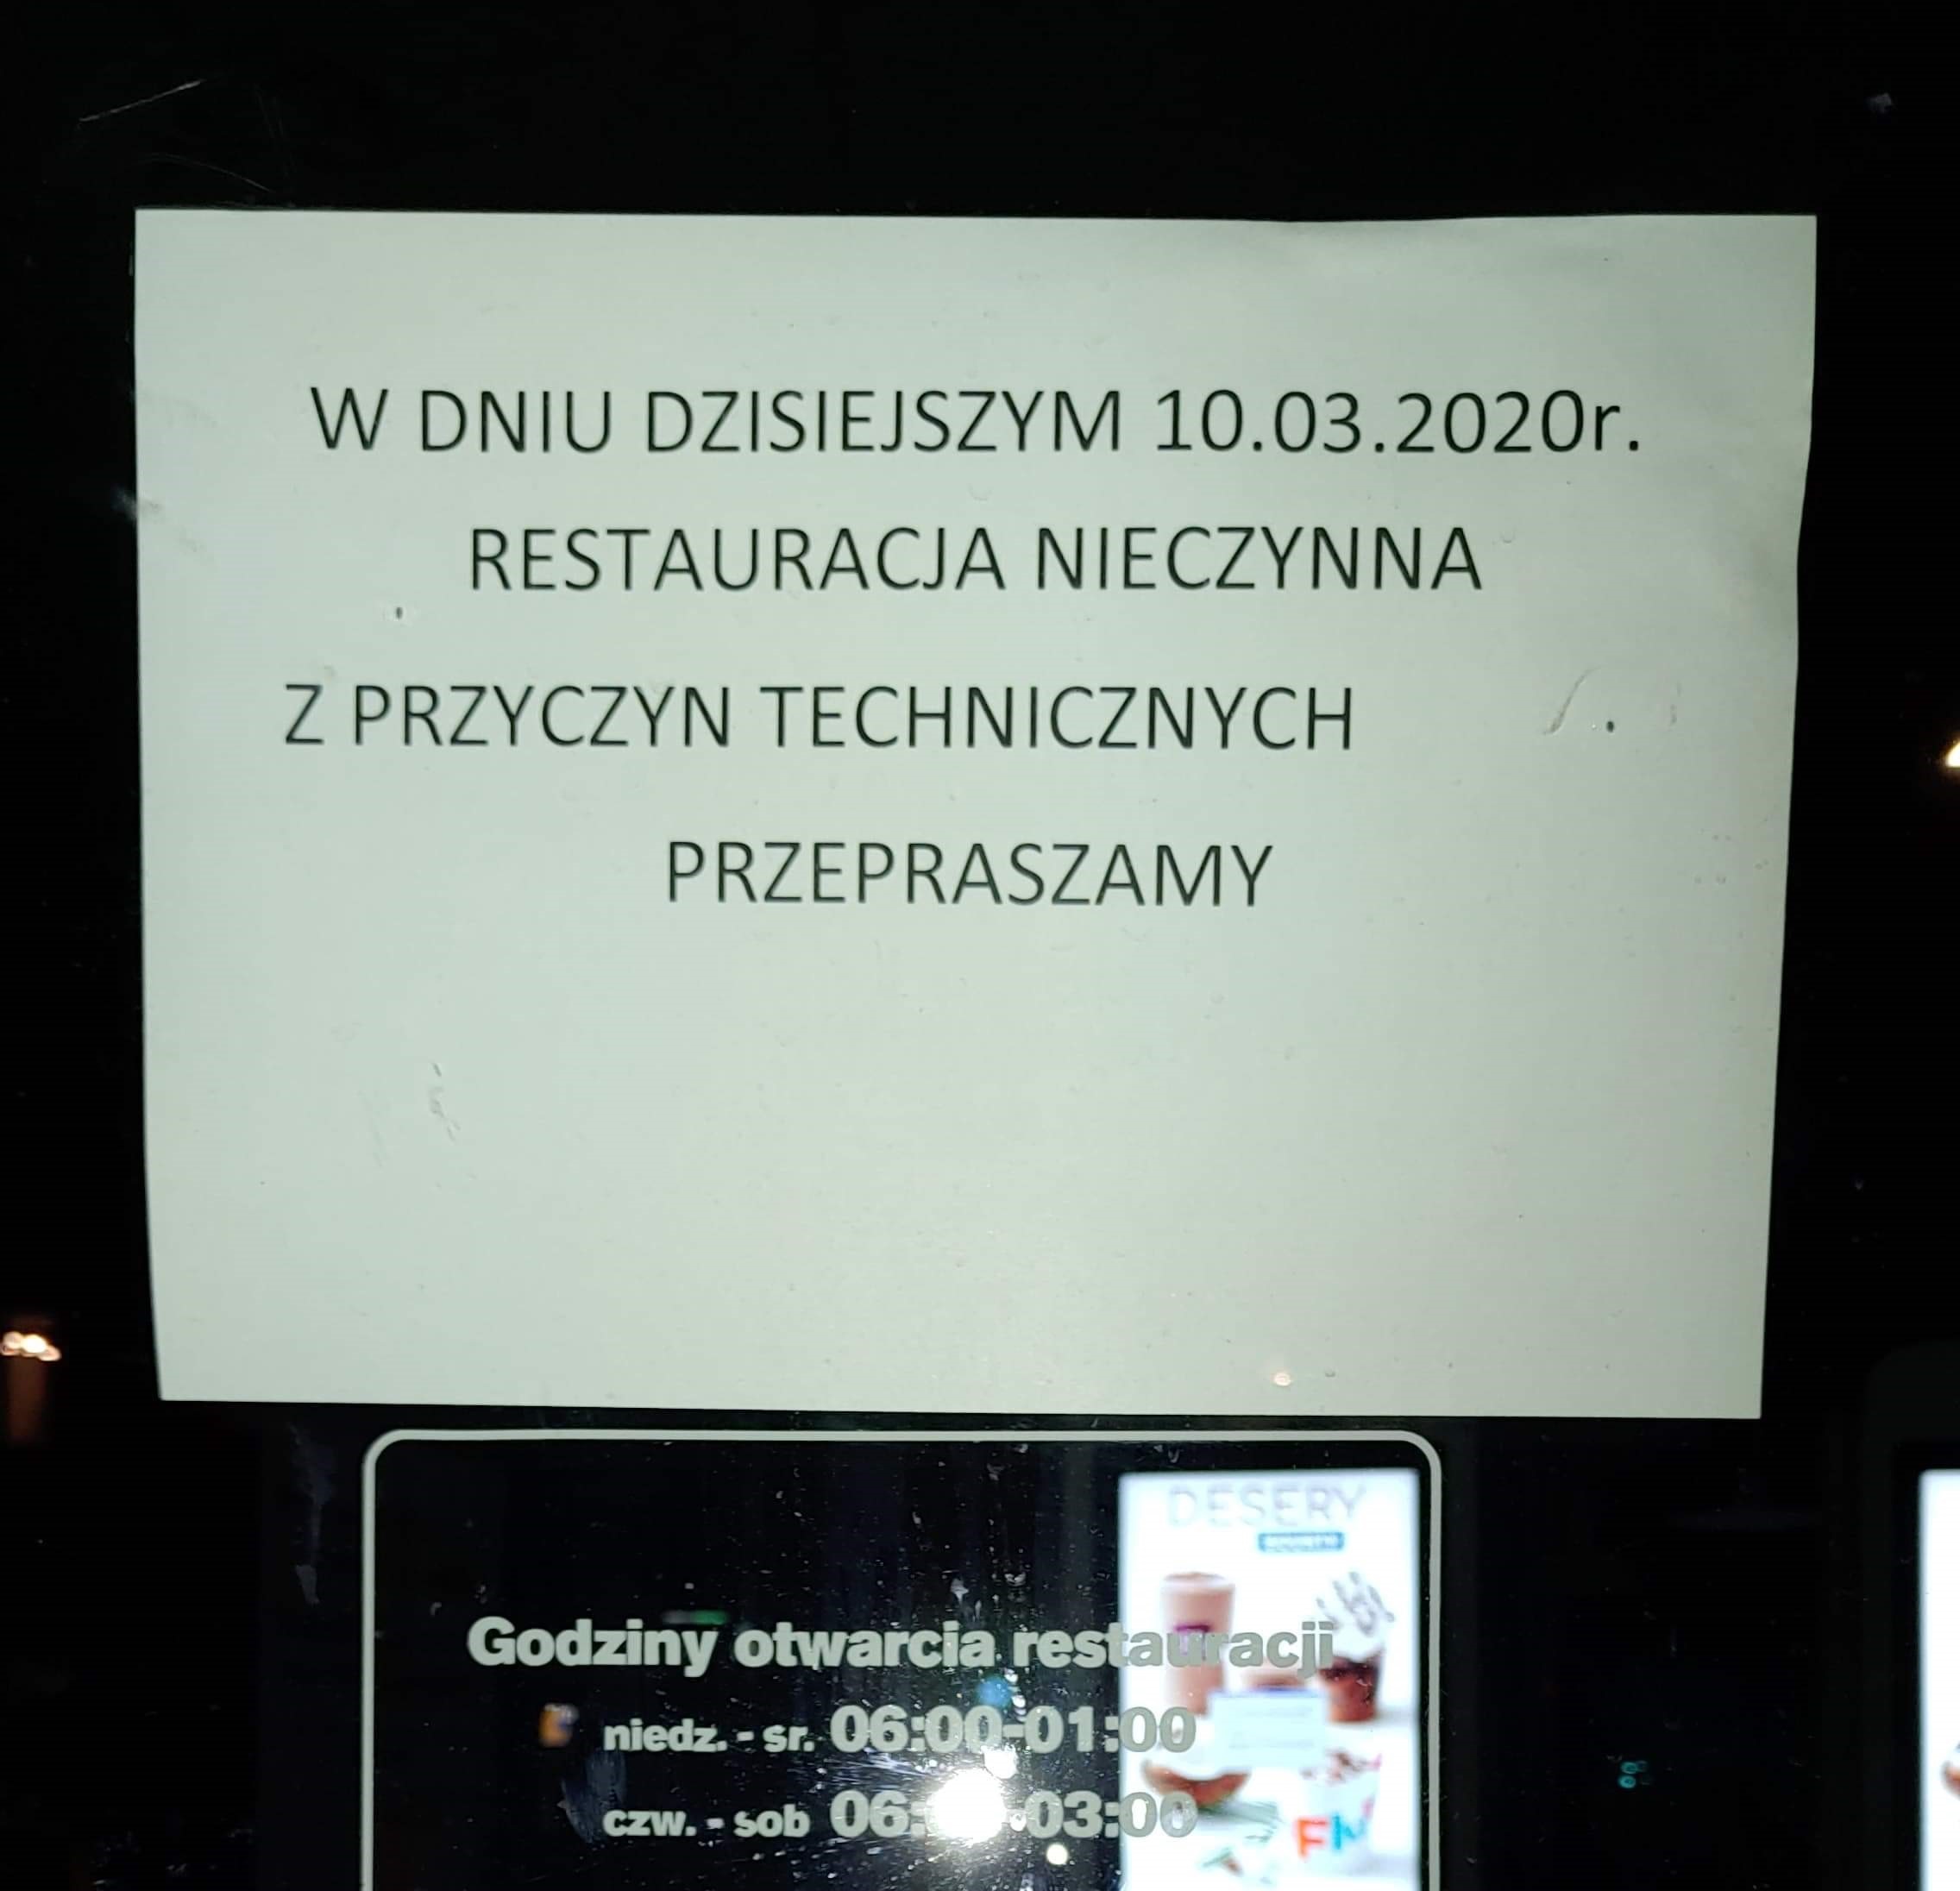 W DNIU DZISIEJSZYM 10.03.2020r.
RESTAURACJA NIECZYNNA
Z PRZYCZYN TECHNICZNYCH .
PRZEPRASZAMY
DESERY
Godziny otwarcia restauracji
niedz. - sr. 06:00-01:00
czw. - sob 06: -03:00